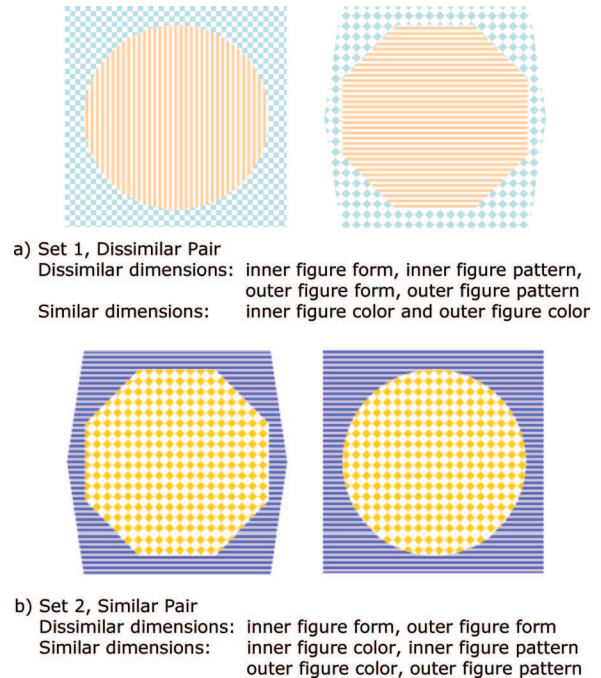 a) Set 1, Dissimilar Pair
Dissimilar dimensions: inner figure form, inner figure pattern,
outer figure form, outer figure pattern
Similar dimensions: inner figure color and outer figure color
b) Set 2, Similar Pair
Dissimilar dimensions: inner figure form, outer figure form
Similar dimensions: inner figure color, inner figure pattern
outer figure color, outer figure pattern